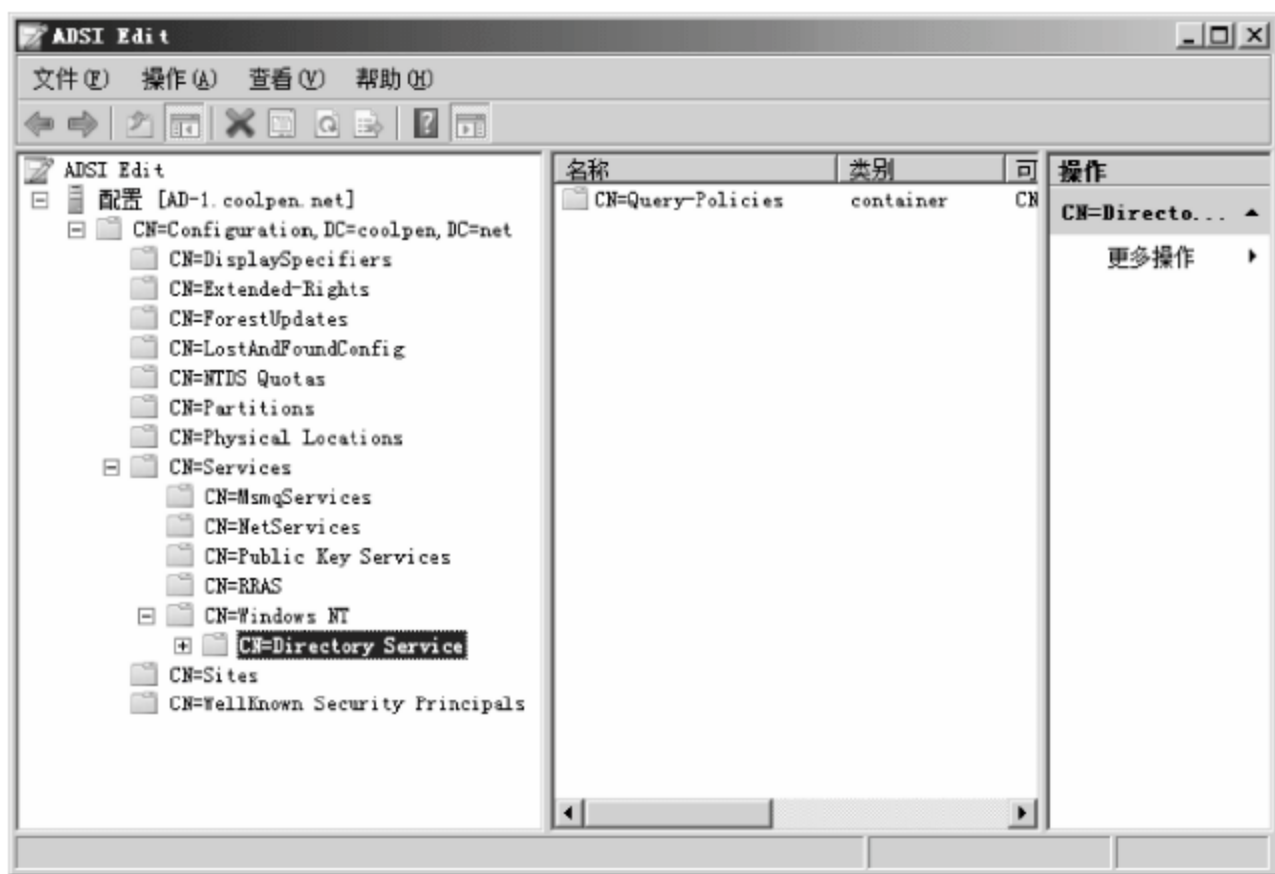 ADSI Edit
文件(F) 操作(A) 查看(V) 帮助(H)
ADSI Edit
配置 [AD-1.coolpen.net]
CN=Configuration,DC=coolpen,DC=net
CN=DisplaySpecifiers
CN=Extended-Rights
CN=ForestUpdates
CN=LostAndFoundConfig
CN=NTDS Quotas
CN=Partitions
CN=Physical Locations
CN=Services
CN=MsmqServices
CN=NetServices
CN=Public Key Services
CN=RRAS
CN=Windows NT
CN=Directory Service
CN=Sites
CN=WellKnown Security Principals
名称 类别 可
CN=Query-Policies container CN
操作
CN=Directo...
更多操作